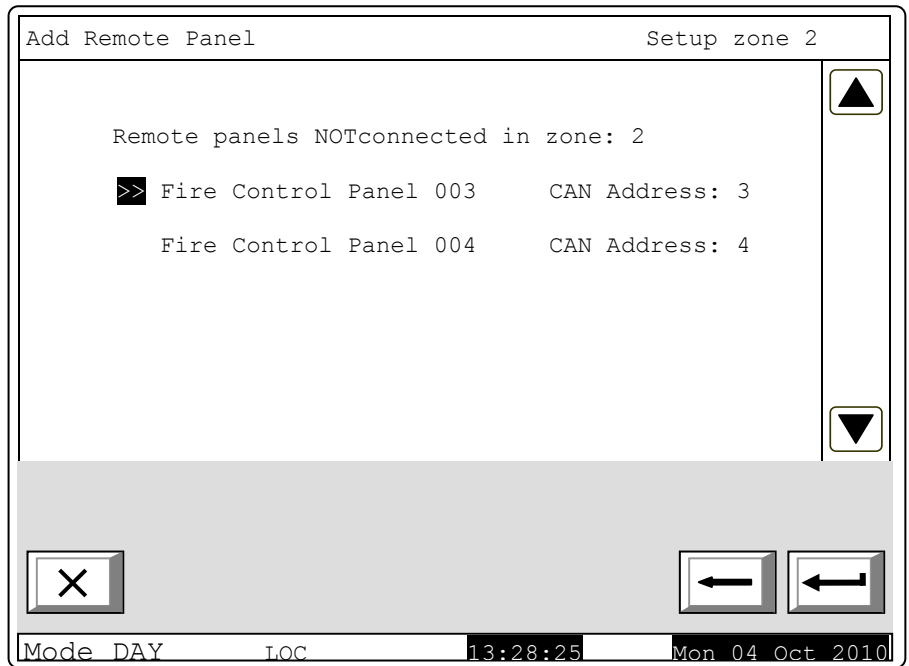 Add Remote Panel Setup zone 2
Remote panels NOTconnected in zone: 2
>> Fire Control Panel 003 CAN Address: 3
Fire Control Panel 004 CAN Address: 4
Mode DAY LOC 13:28:25 Mon 04 Oct 2010